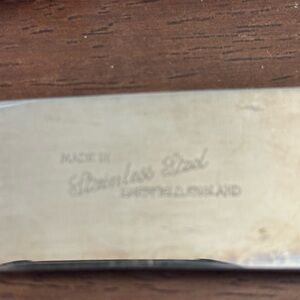 MADE IN
Stainless Steel
SHEFFIELD, ENGLAND